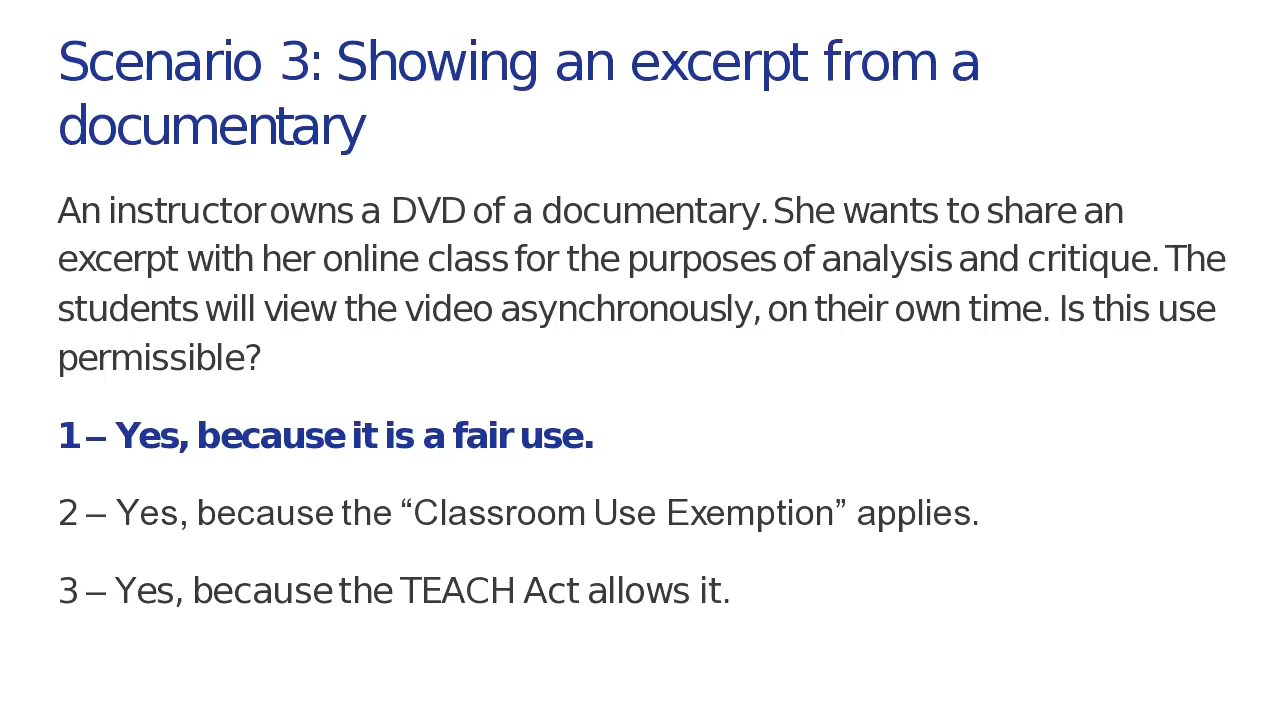 Scenario 3: Showing an excerpt from a
documentary
An instructor owns a DVD of a documentary. She wants to share an
excerpt with her online class for the purposes of analysis and critique. The
students will view the video asynchronously, on their own time. Is this use
permissible?
1 – Yes, because it is a fair use.
2 – Yes, because the “Classroom Use Exemption” applies.
3 – Yes, because the TEACH Act allows it.